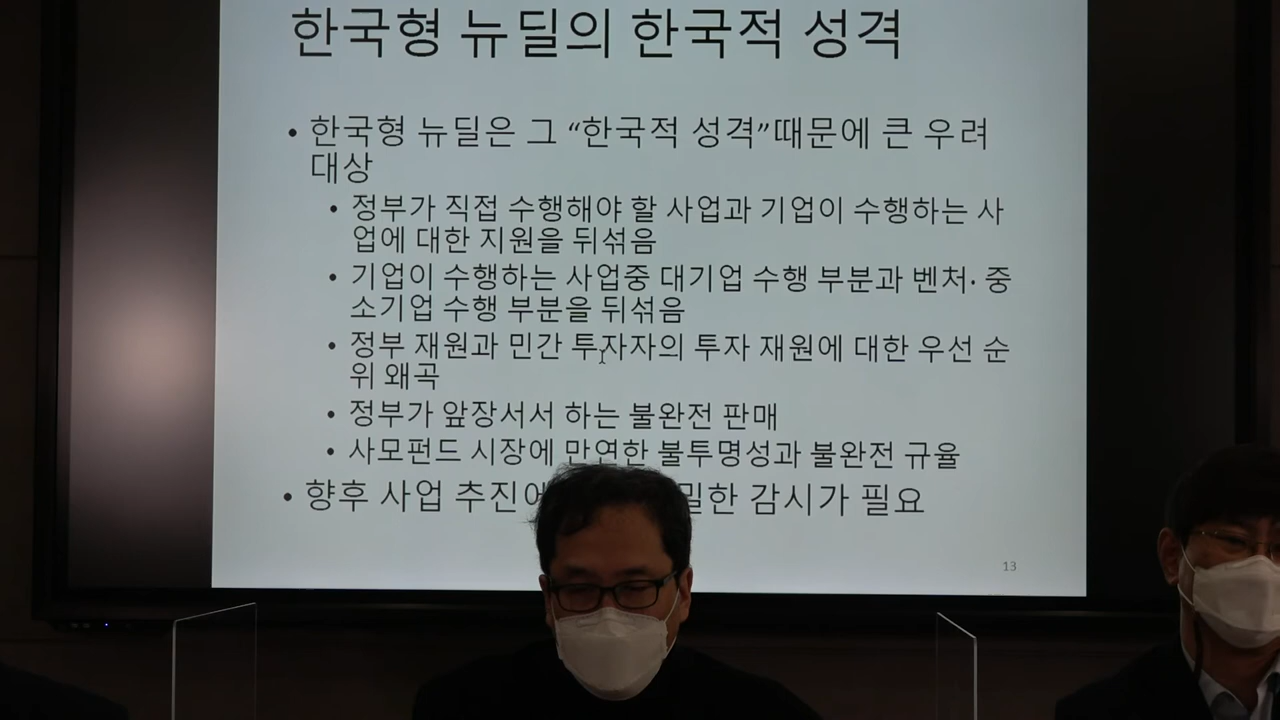 한국형 뉴딜의 한국적 성격
• 한국형 뉴딜은 그 “한국적 성격”때문에 큰 우려
대상
• 정부가 직접 수행해야 할 사업과 기업이 수행하는 사
업에 대한 지원을 뒤섞음
• 기업이 수행하는 사업중 대기업 수행 부분과 벤처· 중
소기업 수행 부분을 뒤섞음
• 정부 재원과 민간 투자자의 투자 재원에 대한 우선 순
위 왜곡
• 정부가 앞장서서 하는 불완전 판매
• 사모펀드 시장에 만연한 불투명성과 불완전 규율
• 향후 사업 감시가 필요
13